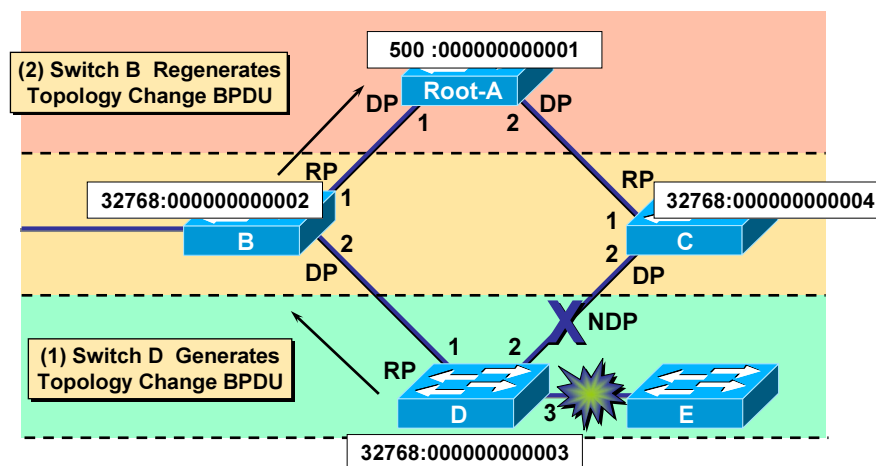 500 :000000000001
(2) Switch B Regenerates
Topology Change BPDU
Root-A
DP
DP
1
2
RP
RP
32768:000000000002
1
32768:000000000004
1
B
2
C
2
DP
DP
NDP
(1) Switch D Generates
Topology Change BPDU
1
2
RP
D
3
E
32768:000000000003